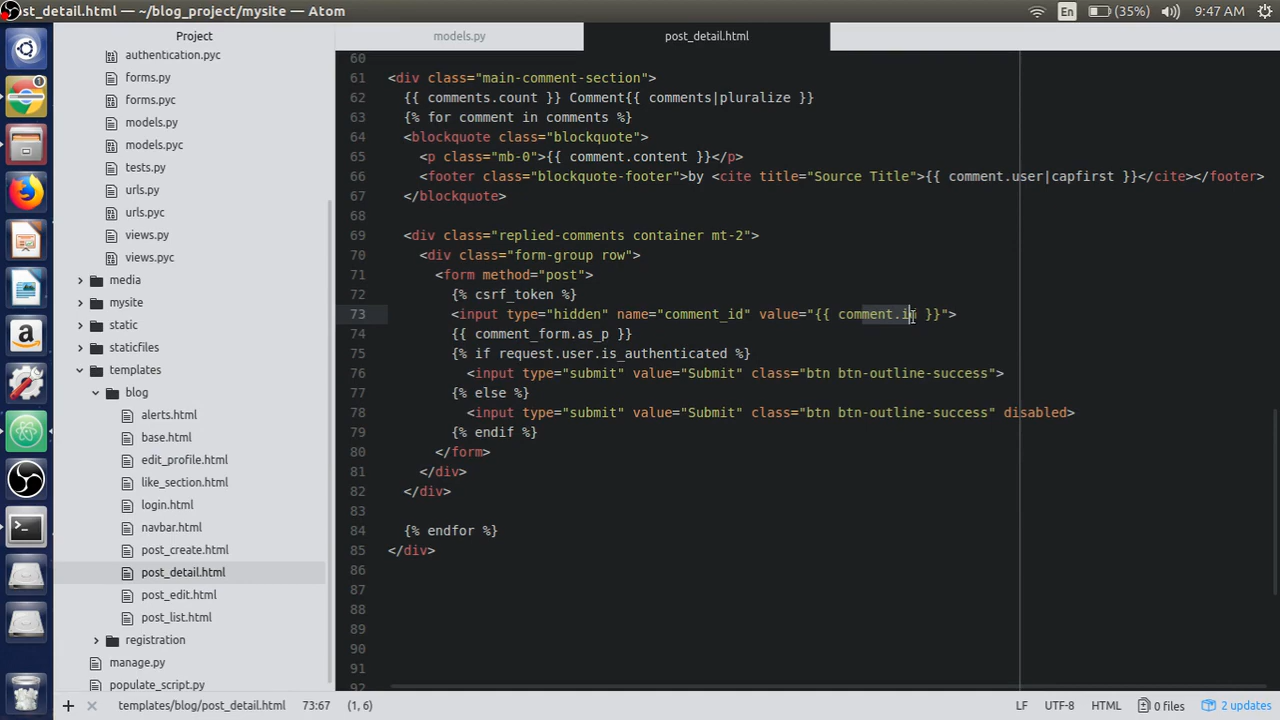 st_detail.html — ~/blog_project/mysite — Atom
En
(35%)
9:47 AM
Project
authentication.pyc
forms.py
forms.pyc
models.py
models.pyc
tests.py
urls.py
urls.pyc
views.py
views.pyc
media
mysite
static
staticfiles
templates
blog
alerts.html
base.html
edit_profile.html
like_section.html
login.html
navbar.html
post_create.html
post_detail.html
post_edit.html
post_list.html
registration
manage.py
populate_script.py
models.py
post_detail.html
60
61 <div class="main-comment-section">
62 {{ comments.count }} Comment{{ comments|pluralize }}
63 {% for comment in comments %}
64 <blockquote class="blockquote">
65 <p class="mb-0">{{ comment.content }}</p>
66 <footer class="blockquote-footer">by <cite title="Source Title">{{ comment.user|capfirst }}</cite></footer>
67 </blockquote>
68
69 <div class="replied-comments container mt-2">
70 <div class="form-group row">
71 <form method="post">
72 {% csrf_token %}
73 <input type="hidden" name="comment_id" value="{{ comment.id }}">
74 {{ comment_form.as_p }}
75 {% if request.user.is_authenticated %}
76 <input type="submit" value="Submit" class="btn btn-outline-success">
77 {% else %}
78 <input type="submit" value="Submit" class="btn btn-outline-success" disabled>
79 {% endif %}
80 </form>
81 </div>
82 </div>
83
84 {% endfor %}
85 </div>
86
87
88
89
90
91
92
templates/blog/post_detail.html 73:67 (1, 6)
LF UTF-8 HTML 0 files 2 updates